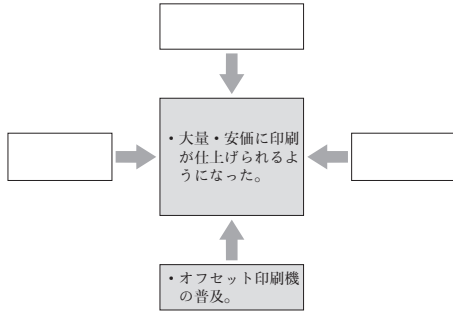 ・大量・安価に印刷
が仕上げられるよ
うになった。
・オフセット印刷機
の普及。